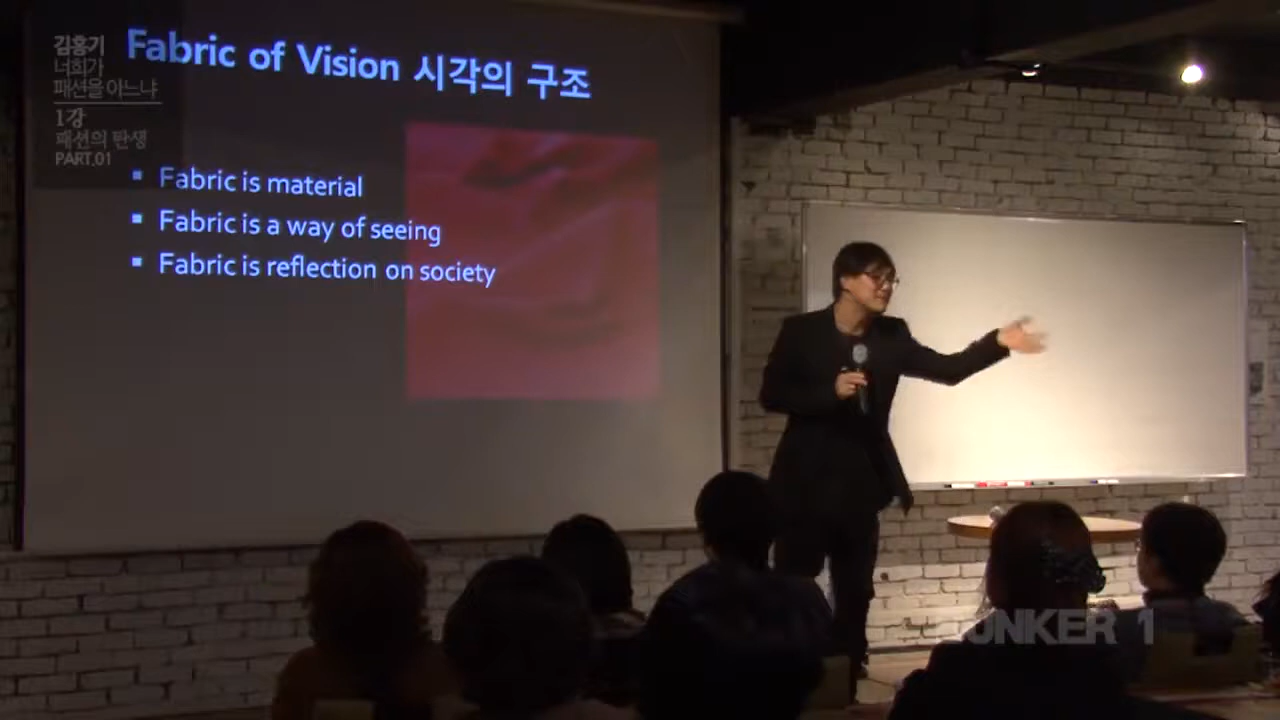 김홍기
너희가
패션을 아느냐
1강
패션의 탄생
PART.01
Fabric of Vision 시각의 구조
Fabric is material
Fabric is a way of seeing
Fabric is reflection on society
BUNKER 1